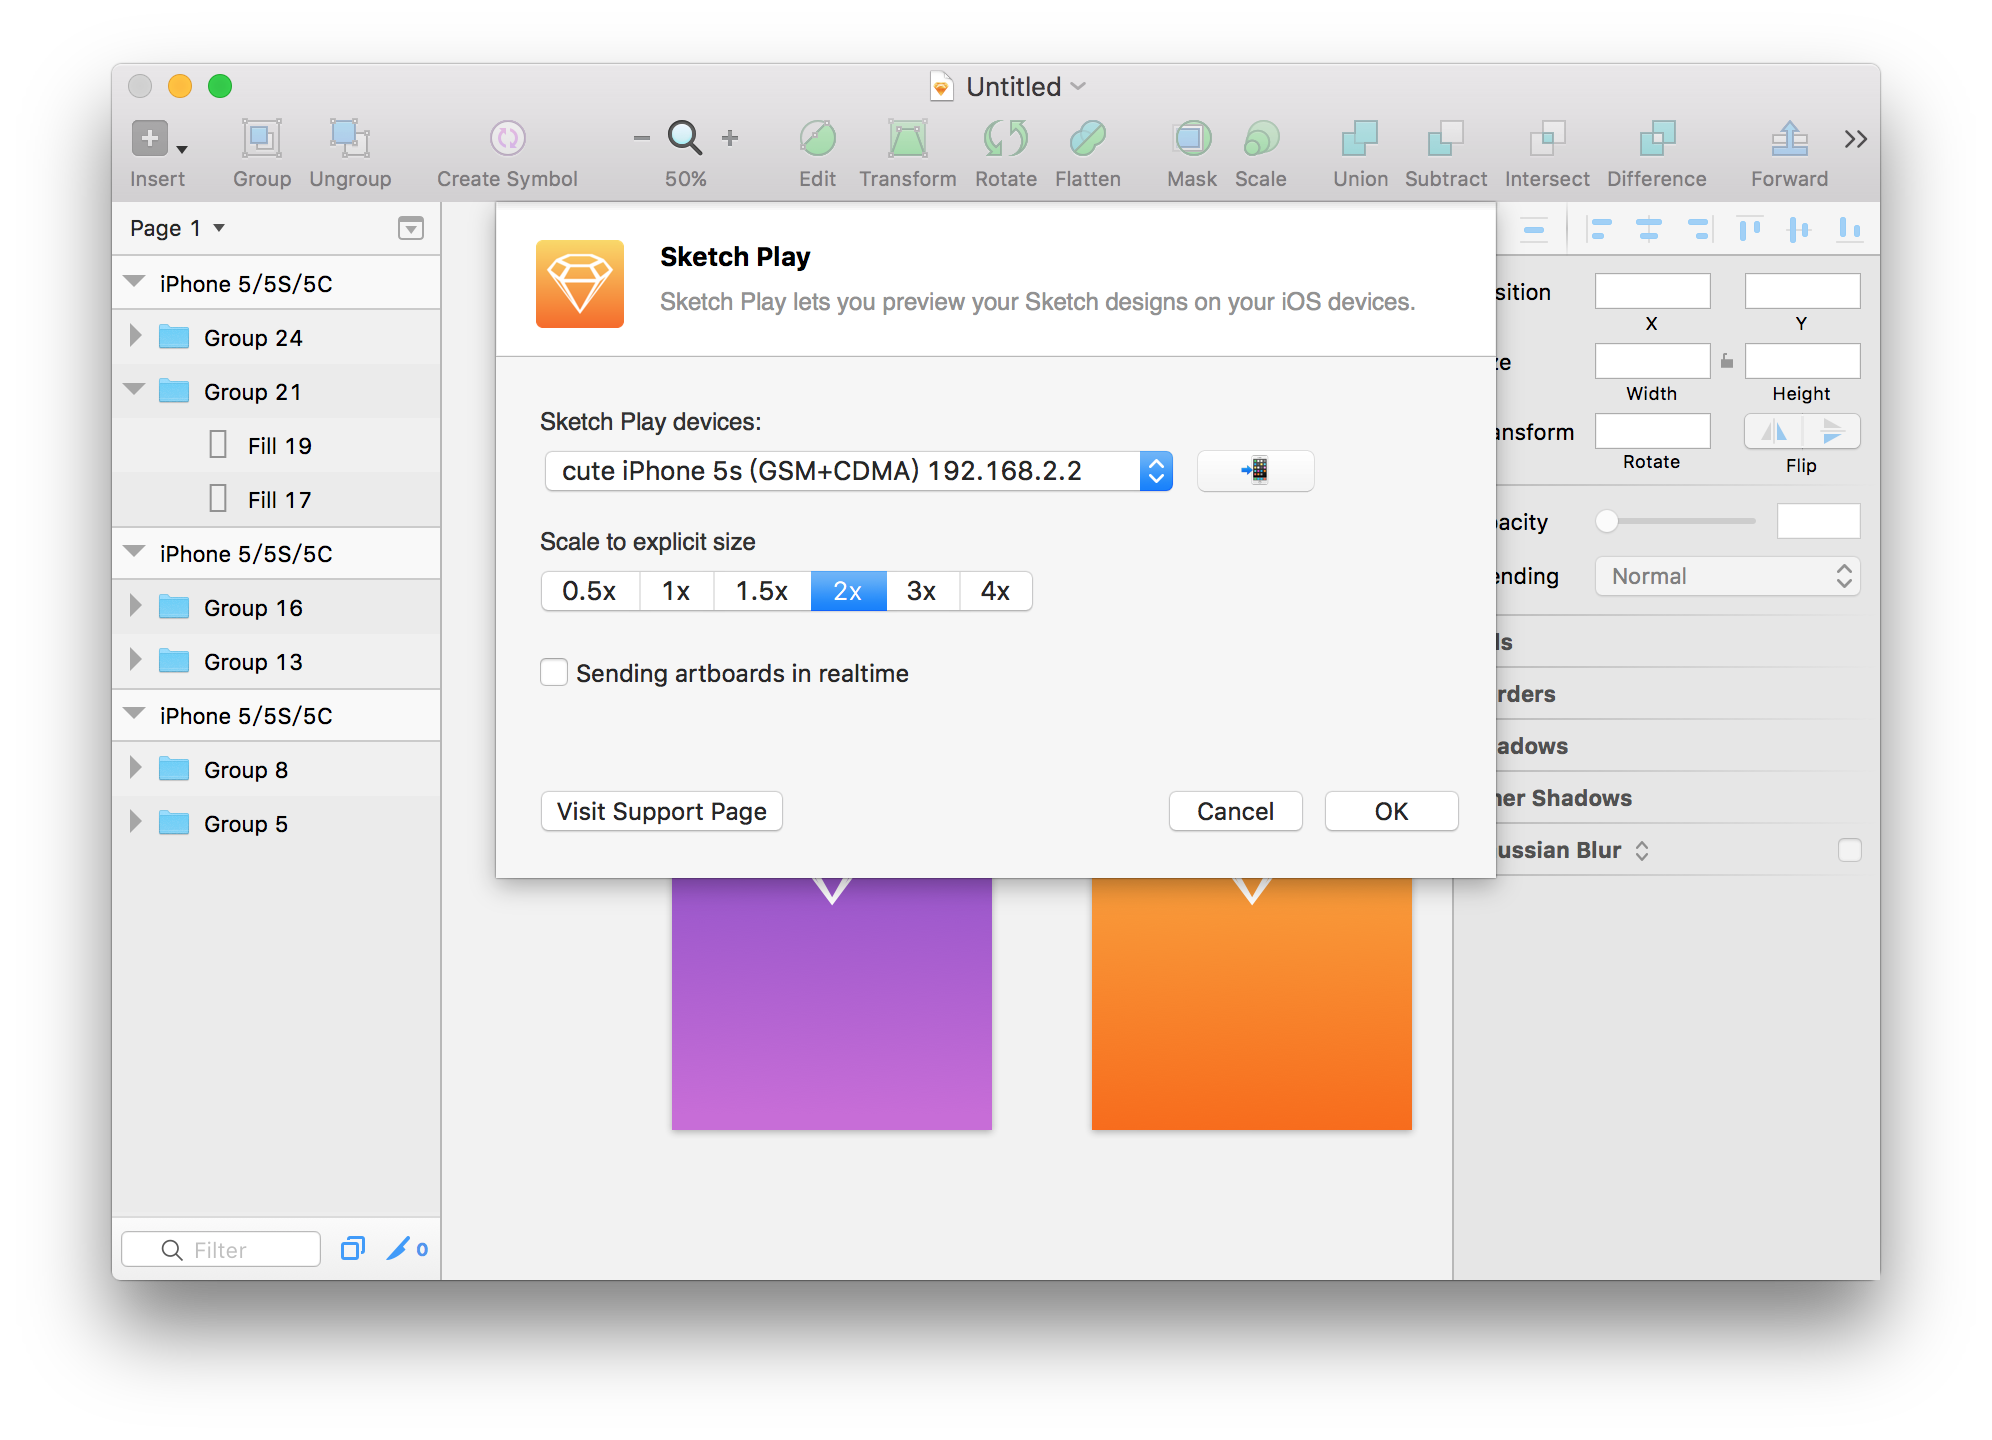 Untitled
Insert
Group
Ungroup
Create Symbol
50%
Edit
Transform
Rotate
Flatten
Mask
Scale
Union
Subtract
Intersect
Difference
Forward
Page 1
iPhone 5/5S/5C
Group 24
Group 21
Fill 19
Fill 17
iPhone 5/5S/5C
Group 16
Group 13
iPhone 5/5S/5C
Group 8
Group 5
Filter
0
Sketch Play
Sketch Play lets you preview your Sketch designs on your iOS devices.
Sketch Play devices:
cute iPhone 5s (GSM+CDMA) 192.168.2.2
Scale to explicit size
0.5x 1x 1.5x 2x 3x 4x
Sending artboards in realtime
Visit Support Page
Cancel
OK
sition
X
Y
ze
Width
Height
ansform
Rotate
Flip
acity
ending
Normal
ls
rders
adows
ner Shadows
ussian Blur